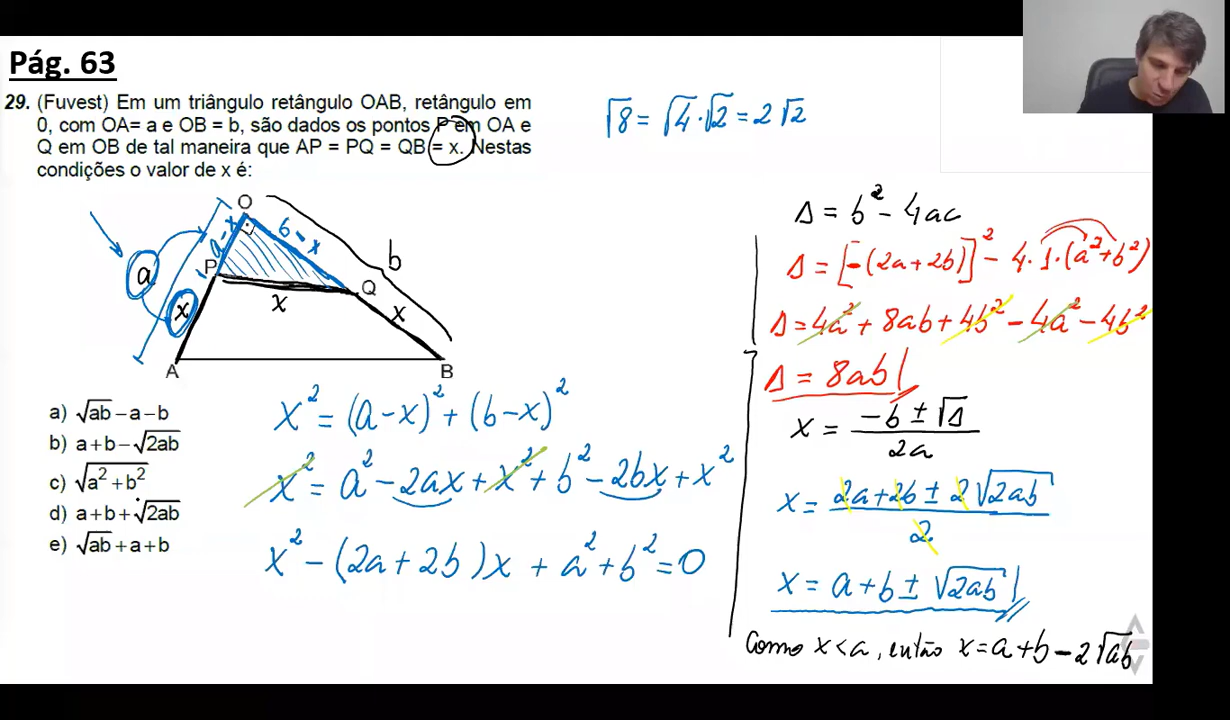 Pág. 63
29. (Fuvest) Em um triângulo retângulo OAB, retângulo em
0, com OA= a e OB = b, são dados os pontos P em OA e
Q em OB de tal maneira que AP = PQ = QB = x. Nestas
condições o valor de x é:
√8 = √4·√2 = 2√2
O
a-x
b-x
b
a
P
Q
x
x
x
A
B
a) √ab – a – b
b) a + b – √2ab
c) √a² + b²
d) a + b + √2ab
e) √ab + a + b
x² = (a-x)² + (b-x)²
x² = a² - 2ax + x² + b² - 2bx + x²
x² - (2a + 2b)x + a² + b² = 0
Δ = b² - 4ac
Δ = [-(2a+2b)]² - 4·1·(a²+b²)
Δ = 4a² + 8ab + 4b² - 4a² - 4b²
Δ = 8ab
x = -b ± √Δ / 2a
x = 2a + 2b ± 2√2ab / 2
x = a + b ± √2ab
Como x < a, então x = a + b - 2√ab